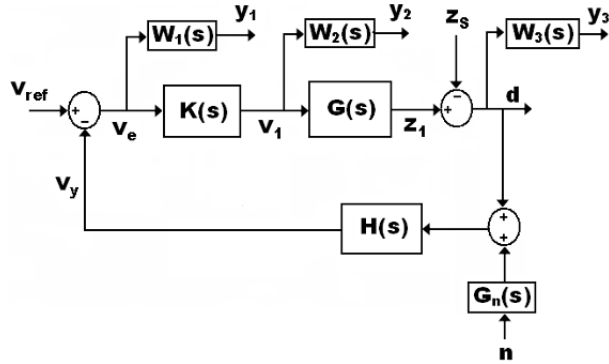 y1
y2
zS
y3
W1(s)
W2(s)
W3(s)
vref
+
−
ve
K(s)
v1
G(s)
z1
+
−
d
vy
H(s)
+
+
Gn(s)
n